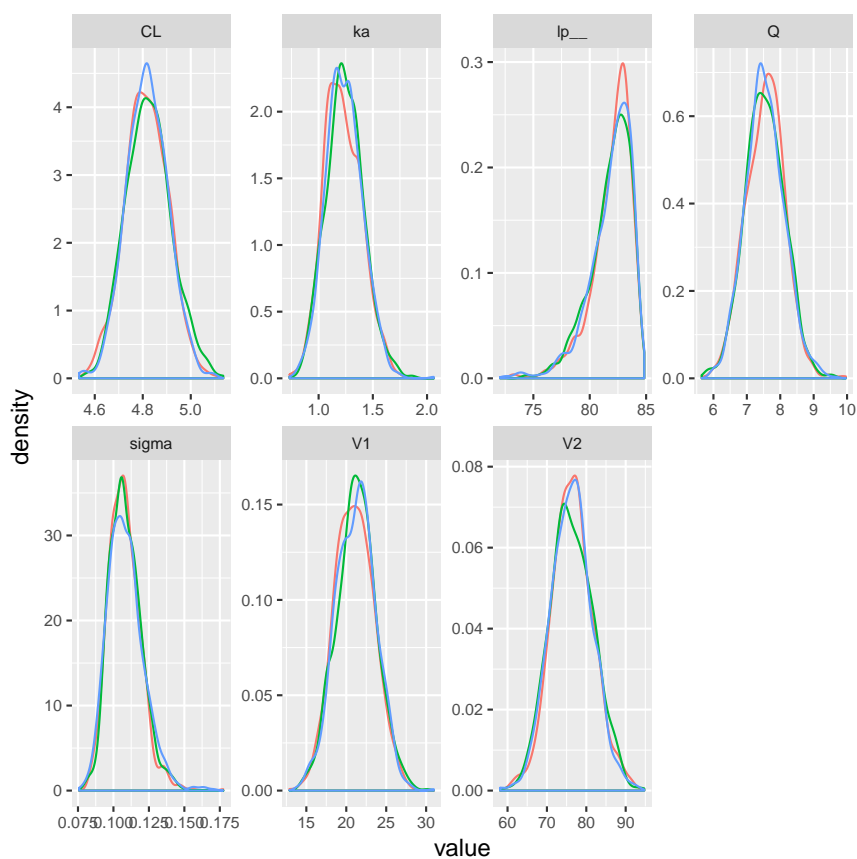 CL ka lp__ Q
4 3 2 1 0
2.0 1.5 1.0 0.5 0.0
0.3 0.2 0.1 0.0
0.6 0.4 0.2 0.0
4.6 4.8 5.0 1.0 1.5 2.0 75 80 85 6 7 8 9 10
density
sigma V1 V2
30 20 10 0
0.15 0.10 0.05 0.00
0.08 0.06 0.04 0.02 0.00
0.075 0.100 0.125 0.150 0.175 15 20 25 30 60 70 80 90
value